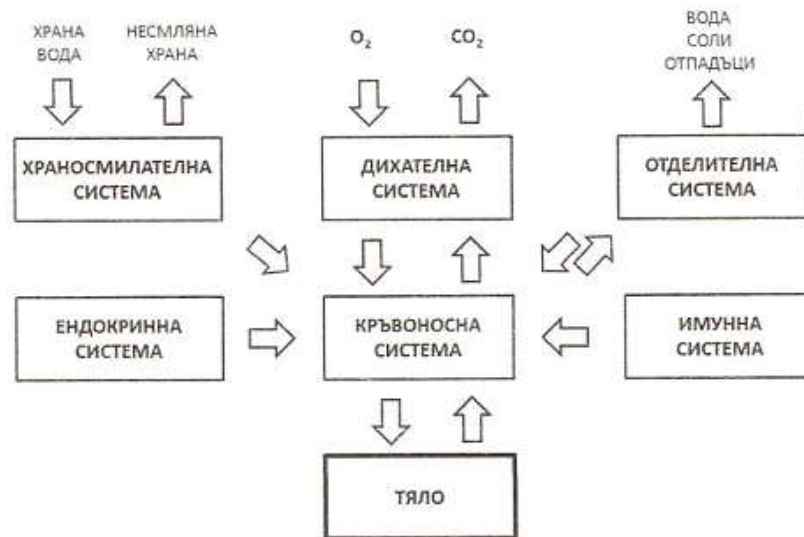 ХРАНА
ВОДА
НЕСМЛЯНА
ХРАНА
O₂
CO₂
ВОДА
СОЛИ
ОТПАДЪЦИ
ХРАНОСМИЛАТЕЛНА
СИСТЕМА
ДИХАТЕЛНА
СИСТЕМА
ОТДЕЛИТЕЛНА
СИСТЕМА
ЕНДОКРИННА
СИСТЕМА
КРЪВОНОСНА
СИСТЕМА
ИМУННА
СИСТЕМА
ТЯЛО